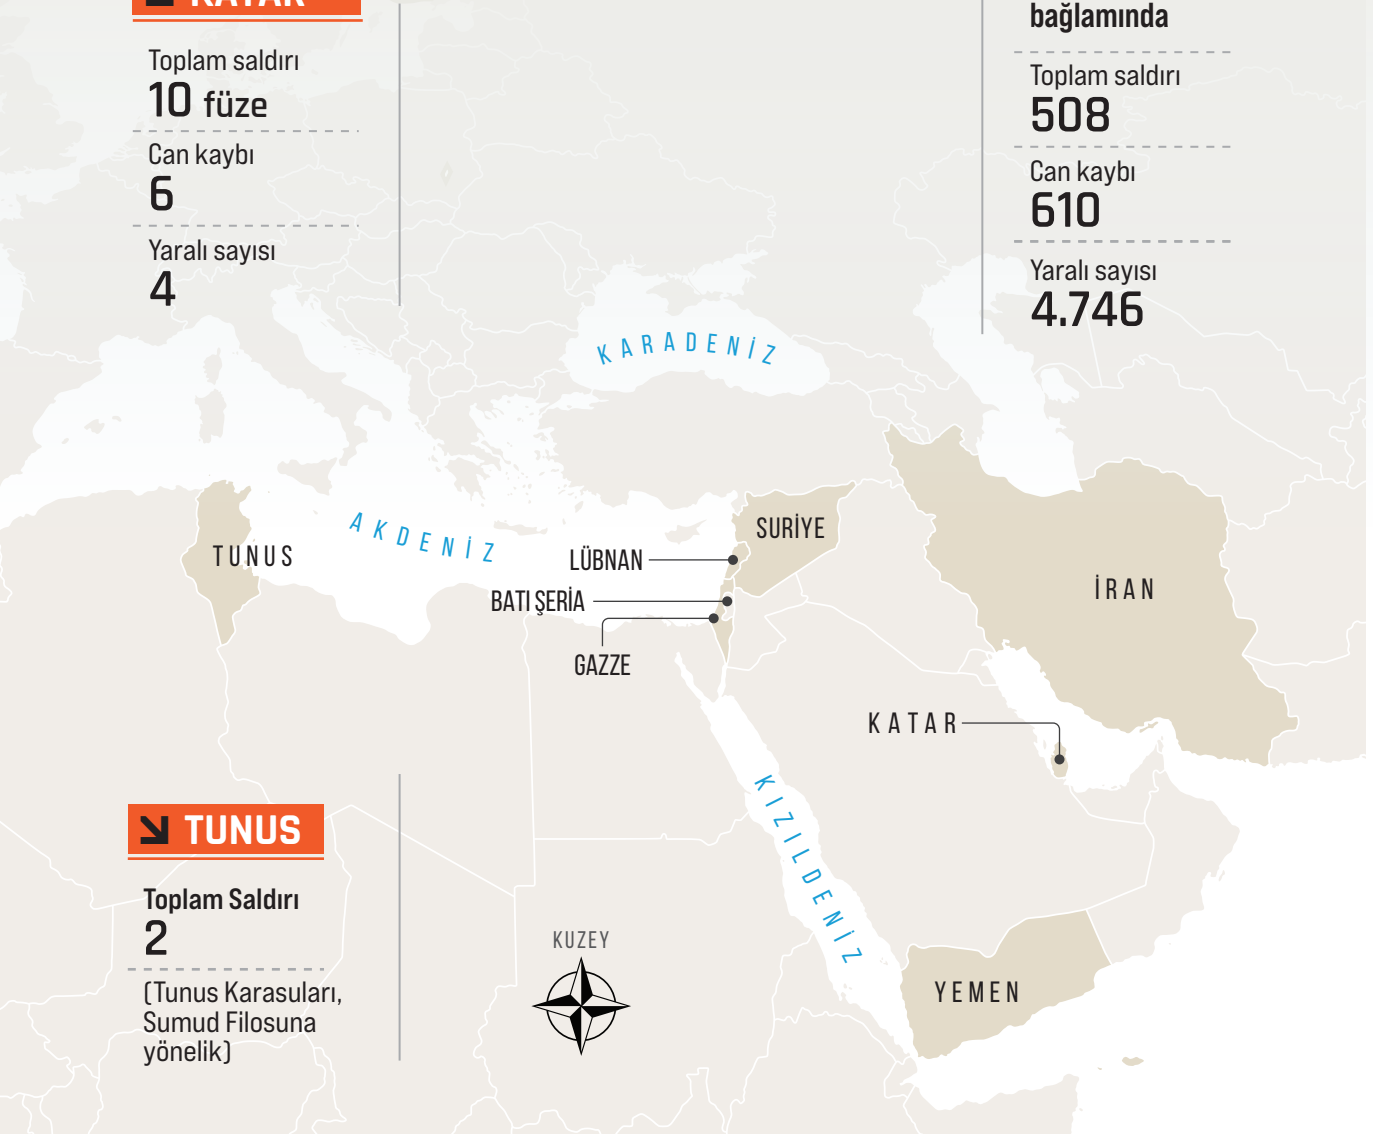 KATAR
Toplam saldırı
10 füze
Can kaybı
6
Yaralı sayısı
4
bağlamında
Toplam saldırı
508
Can kaybı
610
Yaralı sayısı
4.746
KARADENİZ
AKDENİZ
TUNUS
SURİYE
LÜBNAN
BATI ŞERİA
GAZZE
İRAN
KATAR
KIZILDENİZ
YEMEN
KUZEY
TUNUS
Toplam Saldırı
2
(Tunus Karasuları,
Sumud Filosuna
yönelik)